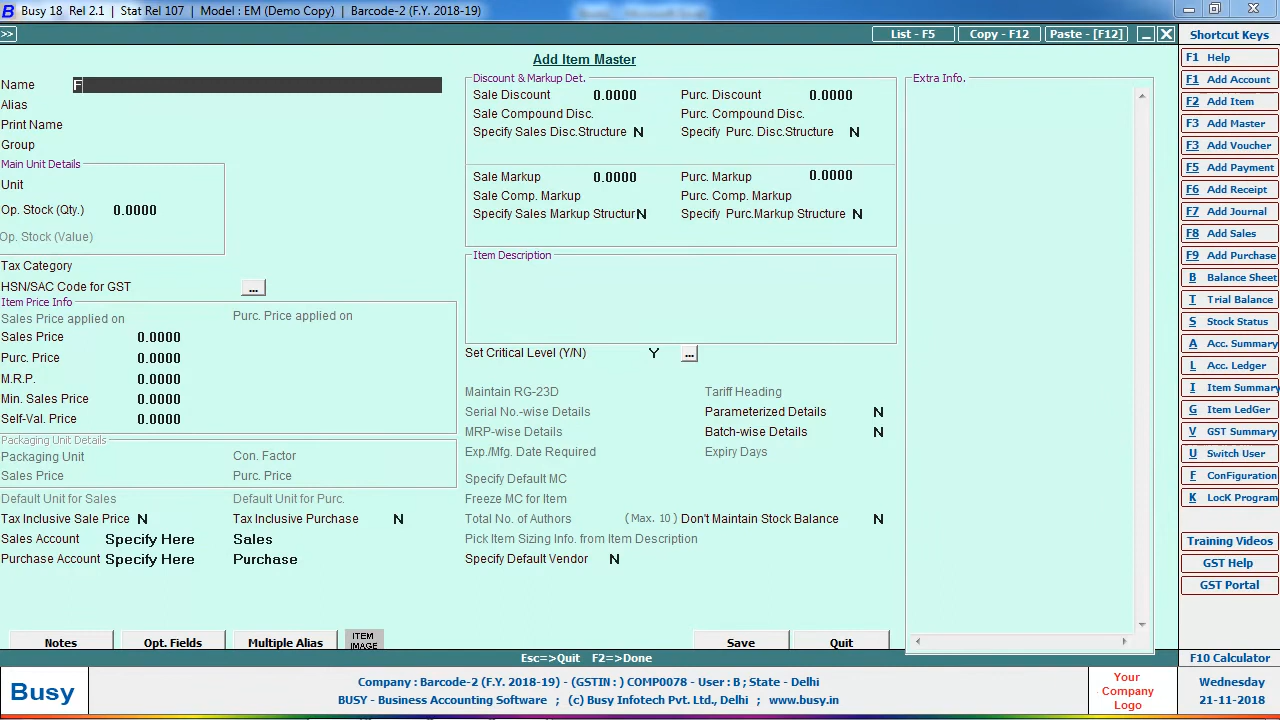 B Busy 18 Rel 2.1 | Stat Rel 107 | Model : EM (Demo Copy) | Barcode-2 (F.Y. 2018-19)
>> List - F5 Copy - F12 Paste - [F12]
Add Item Master
Name F
Alias
Print Name
Group
Main Unit Details
Unit
Op. Stock (Qty.) 0.0000
Op. Stock (Value)
Tax Category
HSN/SAC Code for GST ...
Item Price Info
Sales Price applied on Purc. Price applied on
Sales Price 0.0000
Purc. Price 0.0000
M.R.P. 0.0000
Min. Sales Price 0.0000
Self-Val. Price 0.0000
Packaging Unit Details
Packaging Unit Con. Factor
Sales Price Purc. Price
Default Unit for Sales Default Unit for Purc.
Tax Inclusive Sale Price N Tax Inclusive Purchase N
Sales Account Specify Here Sales
Purchase Account Specify Here Purchase
Discount & Markup Det.
Sale Discount 0.0000 Purc. Discount 0.0000
Sale Compound Disc. Purc. Compound Disc.
Specify Sales Disc.Structure N Specify Purc. Disc.Structure N
Sale Markup 0.0000 Purc. Markup 0.0000
Sale Comp. Markup Purc. Comp. Markup
Specify Sales Markup Structur N Specify Purc.Markup Structure N
Item Description
Set Critical Level (Y/N) Y ...
Maintain RG-23D Tariff Heading
Serial No.-wise Details Parameterized Details N
MRP-wise Details Batch-wise Details N
Exp./Mfg. Date Required Expiry Days
Specify Default MC
Freeze MC for Item
Total No. of Authors (Max. 10) Don't Maintain Stock Balance N
Pick Item Sizing Info. from Item Description
Specify Default Vendor N
Extra Info.
Notes Opt. Fields Multiple Alias ITEM IMAGE Save Quit
Esc=>Quit F2=>Done
Shortcut Keys
F1 Help
F1 Add Account
F2 Add Item
F3 Add Master
F3 Add Voucher
F5 Add Payment
F6 Add Receipt
F7 Add Journal
F8 Add Sales
F9 Add Purchase
B Balance Sheet
T Trial Balance
S Stock Status
A Acc. Summary
L Acc. Ledger
I Item Summary
G Item LedGer
V GST Summary
U Switch User
F ConFiguration
K LocK Program
Training Videos
GST Help
GST Portal
F10 Calculator
Busy
Company : Barcode-2 (F.Y. 2018-19) - (GSTIN : ) COMP0078 - User : B ; State - Delhi
BUSY - Business Accounting Software ; (c) Busy Infotech Pvt. Ltd., Delhi ; www.busy.in
Your
Company
Logo
Wednesday
21-11-2018